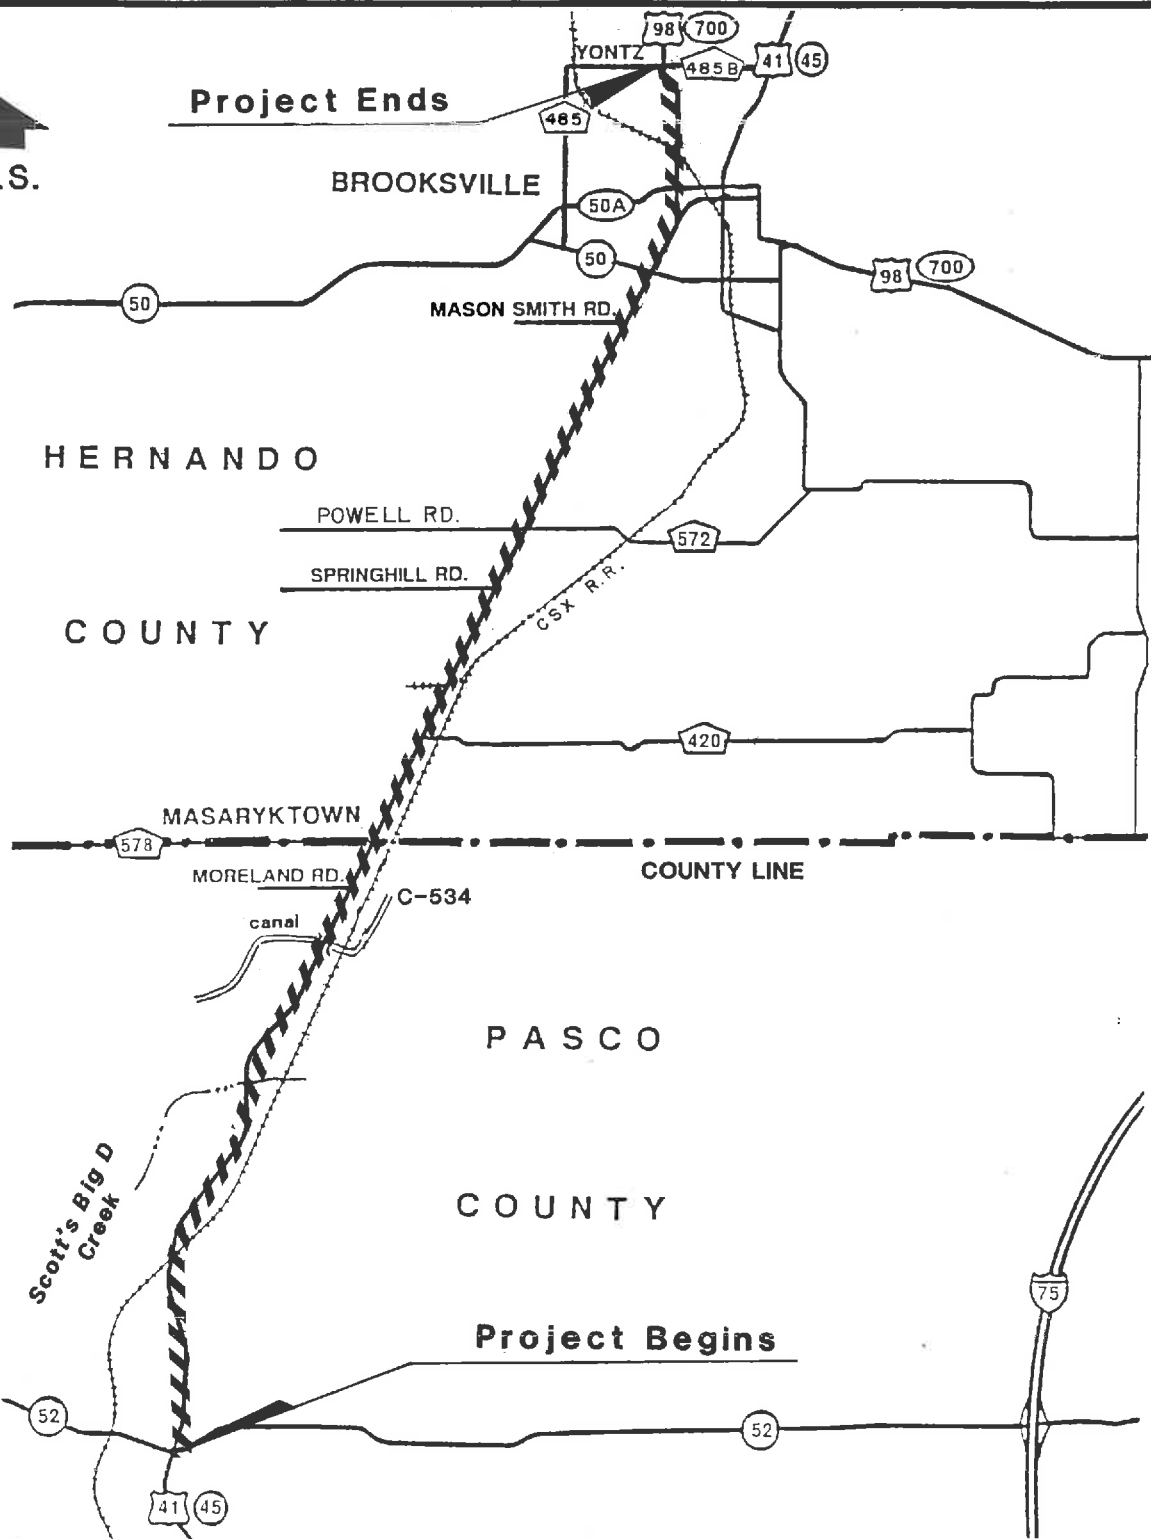 98 700
YONTZ
485B
41 45
Project Ends
485
.S.
BROOKSVILLE
50A
50
98 700
50
MASON SMITH RD.
HERNANDO
POWELL RD.
572
SPRINGHILL RD.
CSX R.R.
COUNTY
420
MASARYKTOWN
578
COUNTY LINE
MORELAND RD.
C-534
canal
PASCO
Scott's Big D
Creek
COUNTY
75
Project Begins
52
52
41 45